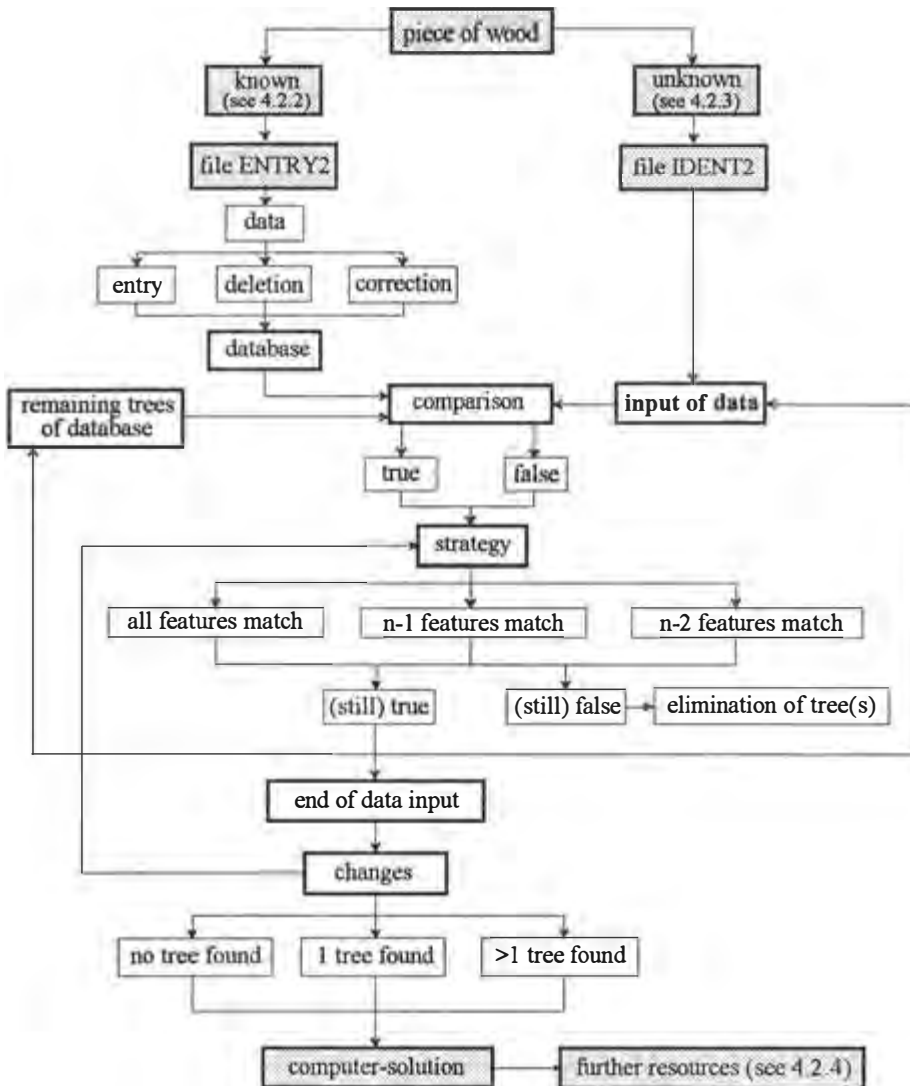 piece of wood
known
(see 4.2.2)
unknown
(see 4.2.3)
file ENTRY2
file IDENT2
data
entry
deletion
correction
database
remaining trees
of database
comparison
input of data
true
false
strategy
all features match
n-1 features match
n-2 features match
(still) true
(still) false
elimination of tree(s)
end of data input
changes
no tree found
1 tree found
>1 tree found
computer-solution
further resources (see 4.2.4)